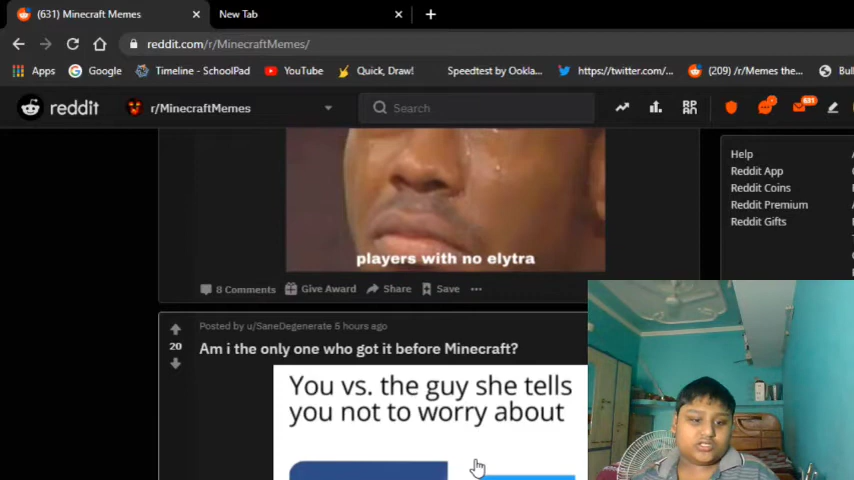 (631) Minecraft Memes
New Tab
reddit.com/r/MinecraftMemes/
Apps
Google
Timeline - SchoolPad
YouTube
Quick, Draw!
Speedtest by Ookla...
https://twitter.com/...
(209) /r/Memes the...
Bul
reddit
r/MinecraftMemes
Search
631
players with no elytra
8 Comments
Give Award
Share
Save
Help
Reddit App
Reddit Coins
Reddit Premium
Reddit Gifts
Posted by u/SaneDegenerate 5 hours ago
20
Am i the only one who got it before Minecraft?
You vs. the guy she tells
you not to worry about